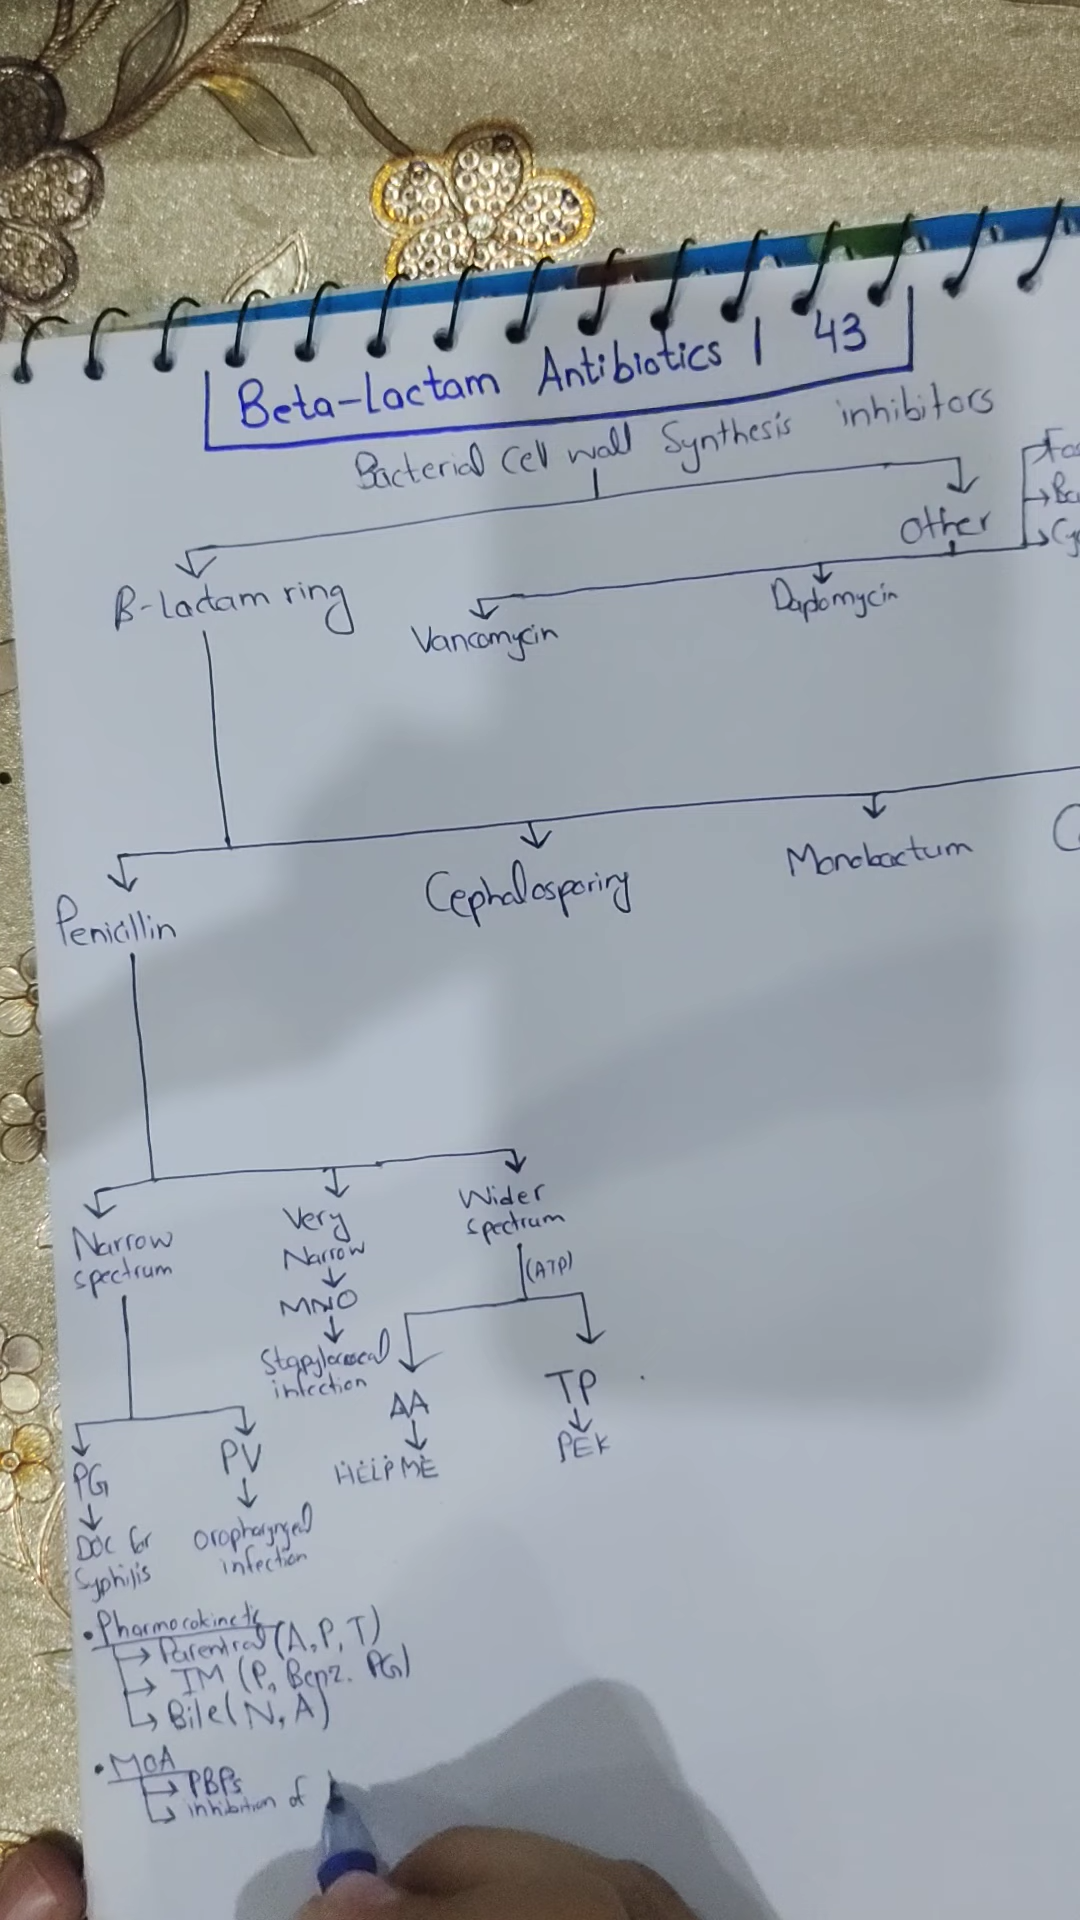 Beta-Lactam Antibiotics | 43
Bacterial Cell wall Synthesis inhibitors
β-Lactam ring
Other
Vancomycin
Daptomycin
Penicillin
Cephalosporins
Monobactum
Narrow
spectrum
Very
Narrow
MNO
Stapylococcal
infection
Wider
spectrum
(ATP)
AA
HELPME
TP
PEK
PG
DOC for
Syphilis
PV
Oropharyngeal
infection
• Pharmocokinetic
Parentral (A, P, T)
IM (P, Benz. PG)
Bile (N, A)
• MOA
PBPs
inhibition of